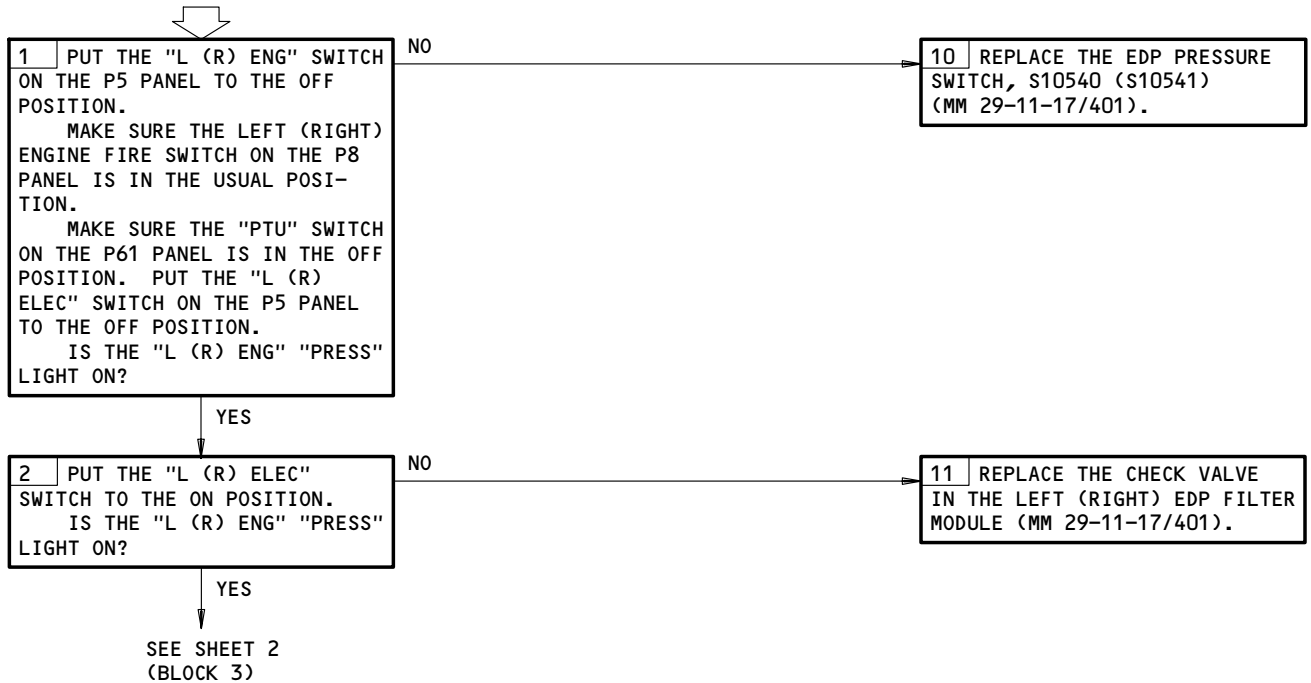 1 PUT THE "L (R) ENG" SWITCH
ON THE P5 PANEL TO THE OFF
POSITION.
MAKE SURE THE LEFT (RIGHT)
ENGINE FIRE SWITCH ON THE P8
PANEL IS IN THE USUAL POSI-
TION.
MAKE SURE THE "PTU" SWITCH
ON THE P61 PANEL IS IN THE OFF
POSITION. PUT THE "L (R)
ELEC" SWITCH ON THE P5 PANEL
TO THE OFF POSITION.
IS THE "L (R) ENG" "PRESS"
LIGHT ON?
NO
10 REPLACE THE EDP PRESSURE
SWITCH, S10540 (S10541)
(MM 29-11-17/401).
YES
2 PUT THE "L (R) ELEC"
SWITCH TO THE ON POSITION.
IS THE "L (R) ENG" "PRESS"
LIGHT ON?
NO
11 REPLACE THE CHECK VALVE
IN THE LEFT (RIGHT) EDP FILTER
MODULE (MM 29-11-17/401).
YES
SEE SHEET 2
(BLOCK 3)